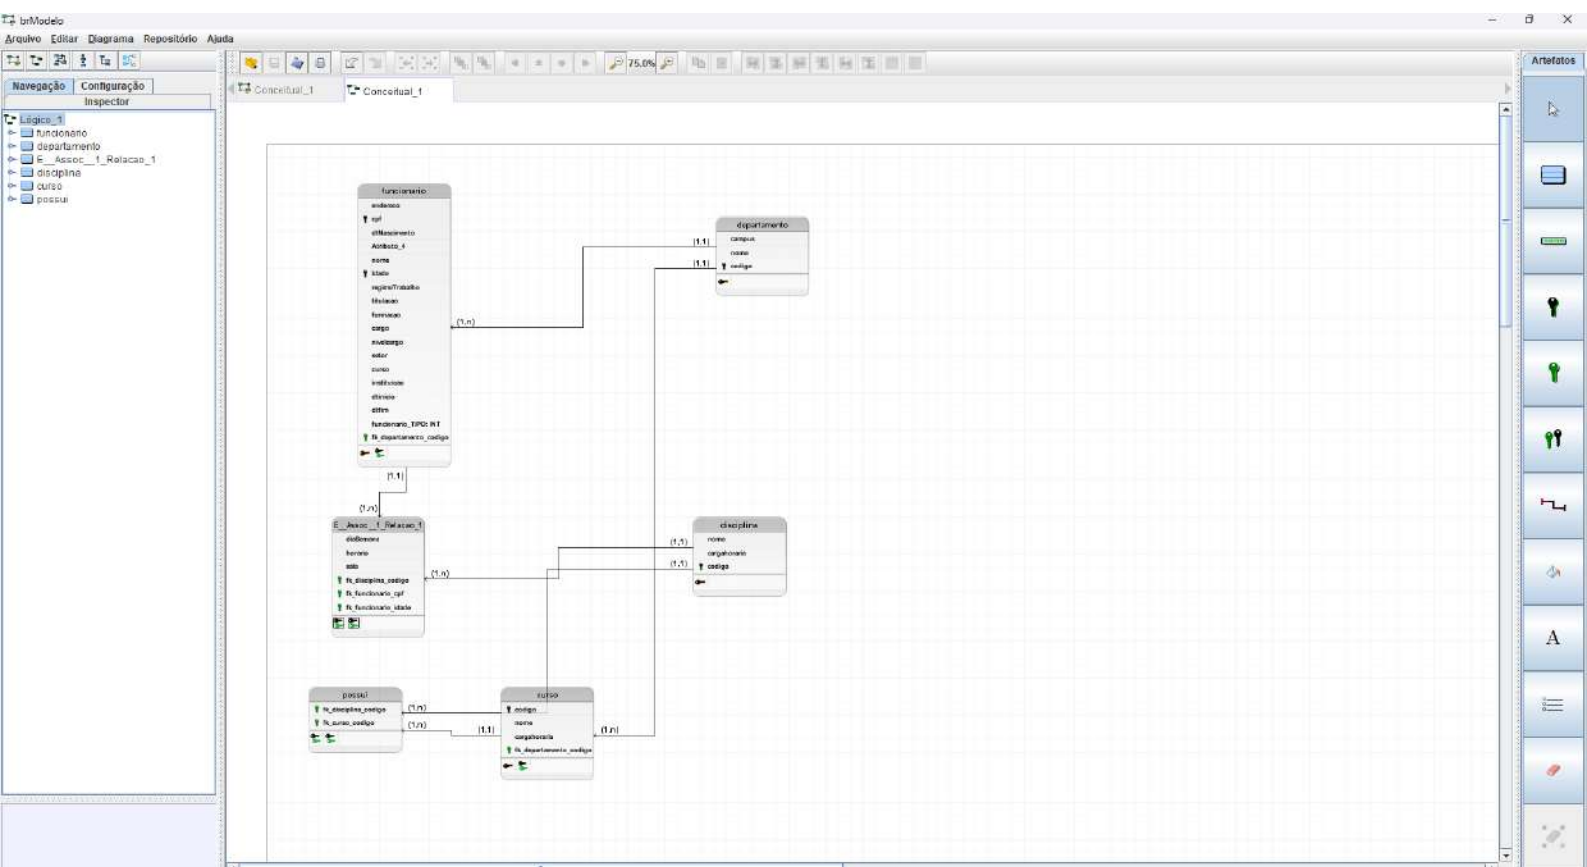 brModelo
Arquivo Editar Diagrama Repositório Ajuda
75.0%
Artefatos
Navegação Configuração
Inspector
Conceitual_1
Conceitual_1
Lógico_1
funcionario
departamento
E__Assoc__1_Relacao_1
disciplina
curso
possui
funcionario
endereco
cpf
dtNascimento
Atributo_4
nome
idade
regimeTrabalho
titulacao
formacao
cargo
nivelcargo
setor
curso
instituicao
dtinicio
dtfim
funcionario_TIPO: INT
fk_departamento_codigo
(1,1)
(1,1)
(1,n)
departamento
campus
nome
codigo
(1,1)
(1,n)
E__Assoc__1_Relacao_1
diaSemana
horario
sala
fk_disciplina_codigo
fk_funcionario_cpf
fk_funcionario_idade
(1,n)
(1,1)
(1,1)
disciplina
nome
cargahoraria
codigo
possui
fk_disciplina_codigo
fk_curso_codigo
(1,n)
(1,n)
(1,1)
curso
codigo
nome
cargahoraria
fk_departamento_codigo
(1,n)
A